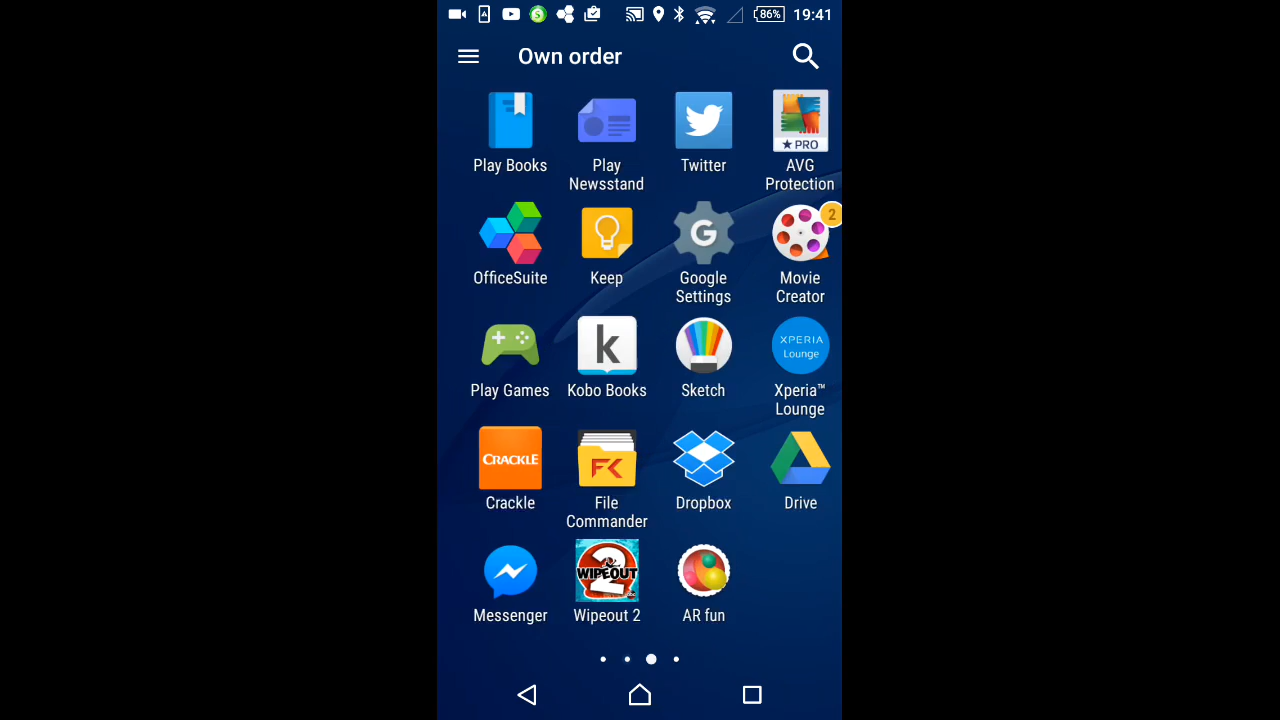 86% 19:41
Own order
PRO
Play Books
Play
Newsstand
Twitter
AVG
Protection
2
G
XPERIA
Lounge
OfficeSuite
Keep
Google
Settings
Movie
Creator
k
Play Games
Kobo Books
Sketch
Xperia™
Lounge
CRACKLE
FC
Crackle
File
Commander
Dropbox
Drive
WIPEOUT
2
Messenger
Wipeout 2
AR fun